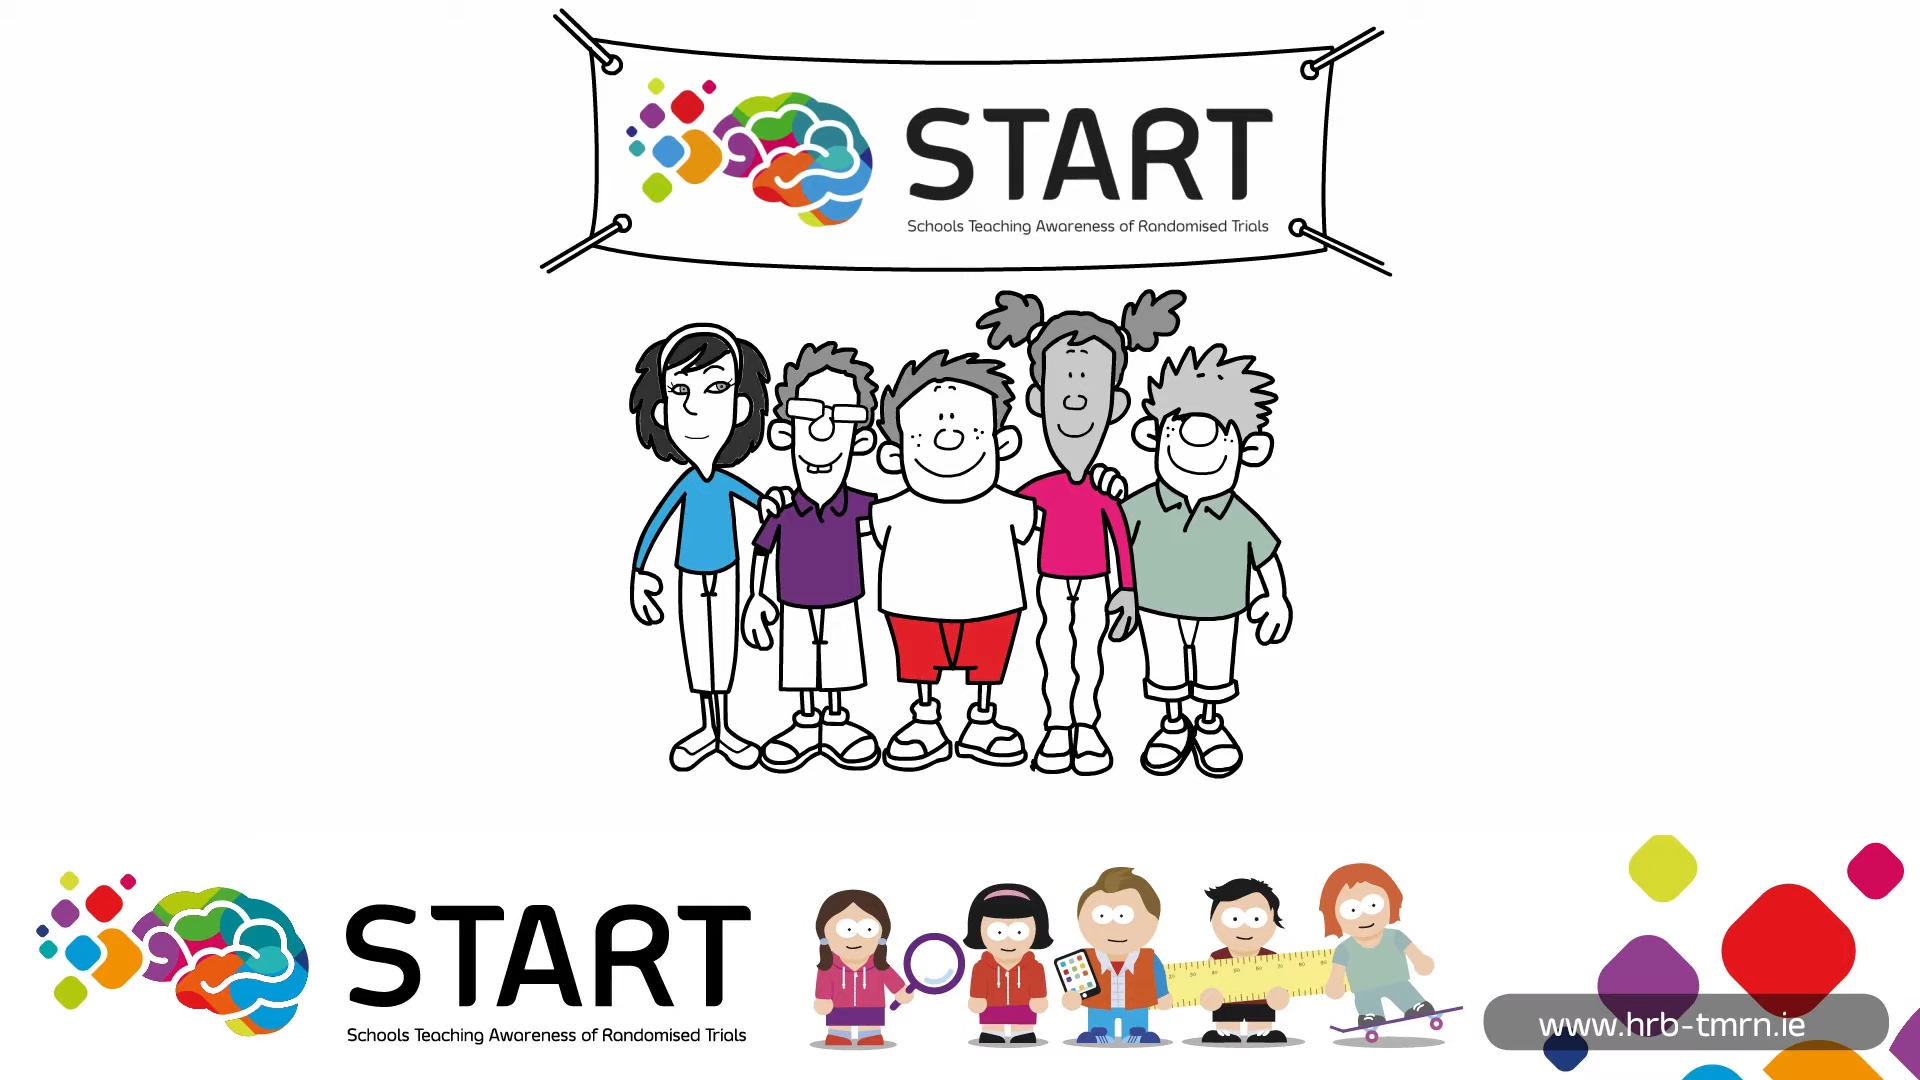 START
Schools Teaching Awareness of Randomised Trials
START
Schools Teaching Awareness of Randomised Trials
www.hrb-tmrn.ie